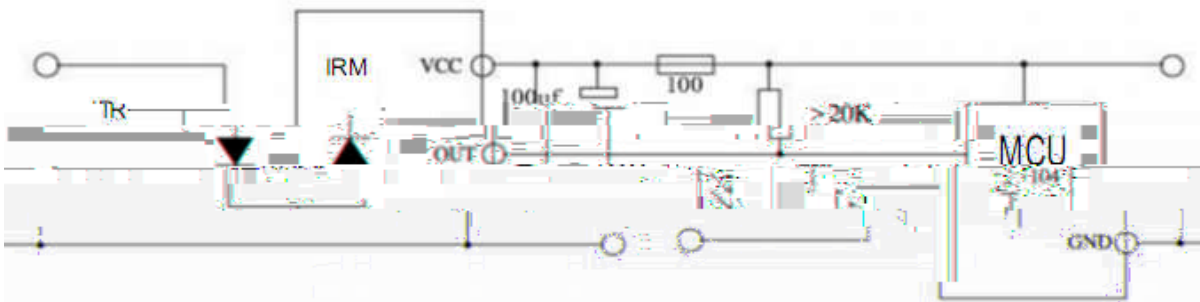 IRM
VCC
100uf
100
TR
>20K
OUT
MCU
104
GND